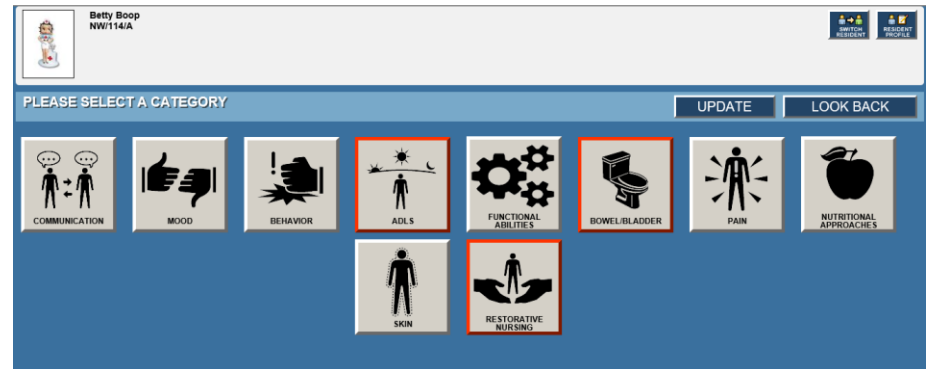 Betty Boop
NW/114/A
SWITCH
RESIDENT
RESIDENT
PROFILE
PLEASE SELECT A CATEGORY
UPDATE
LOOK BACK
COMMUNICATION
MOOD
BEHAVIOR
ADLS
FUNCTIONAL
ABILITIES
BOWEL/BLADDER
PAIN
NUTRITIONAL
APPROACHES
SKIN
RESTORATIVE
NURSING